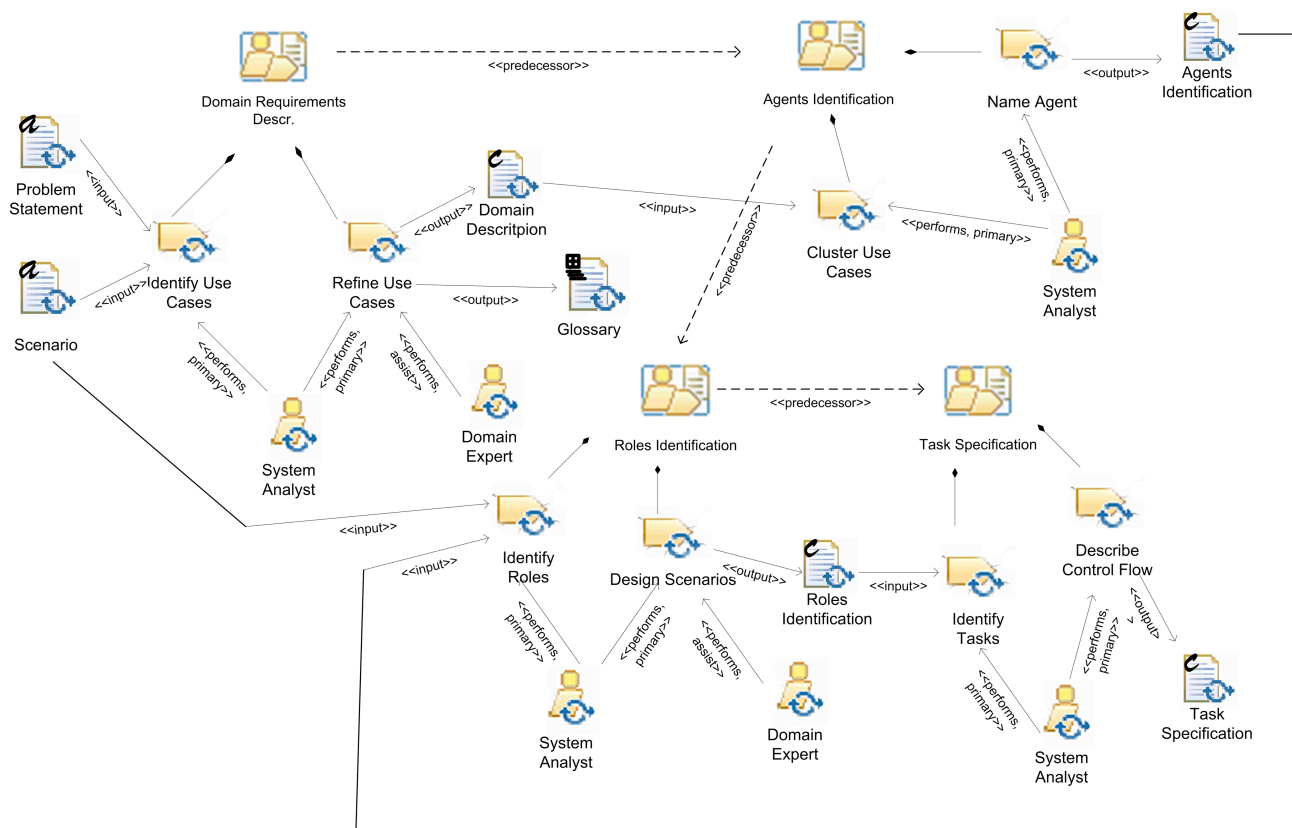 <<predecessor>>
Agents
Identification
<<output>>
Name Agent
Agents Identification
Domain Requirements
Descr.
Problem
Statement
<<input>>
<<output>>
Domain
Descritpion
<<input>>
<<predecessor>>
Cluster Use
Cases
<<performs, primary>>
<<performs,
primary>>
System
Analyst
Scenario
<<input>>
Identify Use
Cases
Refine Use
Cases
<<output>>
Glossary
<<performs,
primary>>
<<performs,
primary>>
<<performs,
assist>>
System
Analyst
Domain
Expert
Roles Identification
<<predecessor>>
Task Specification
<<input>>
<<input>>
Identify
Roles
Design Scenarios
<<output>>
Roles
Identification
<<input>>
Identify
Tasks
Describe
Control Flow
<<output>
>
<<performs,
primary>>
<<performs,
primary>>
<<performs,
assist>>
<<performs,
primary>>
<<performs,
primary>>
System
Analyst
Domain
Expert
System
Analyst
Task
Specification
a
a
c
c
c
c